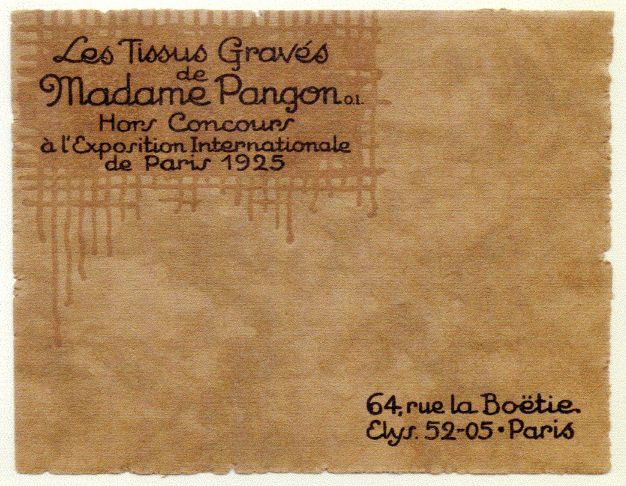 Les Tissus Gravés
de
Madame Pangon O.I.
Hors Concours
à l'Exposition Internationale
de Paris 1925
64, rue la Boëtie.
Elys. 52-05 • Paris